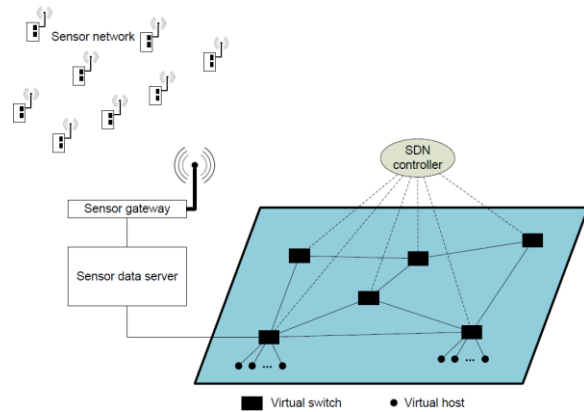 Sensor network
SDN
controller
Sensor gateway
Sensor data server
...
...
Virtual switch
Virtual host